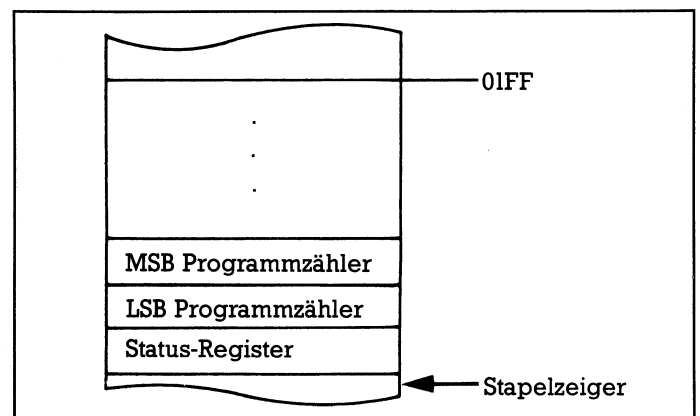 01FF
.
.
.
MSB Programmzähler
LSB Programmzähler
Status-Register
Stapelzeiger